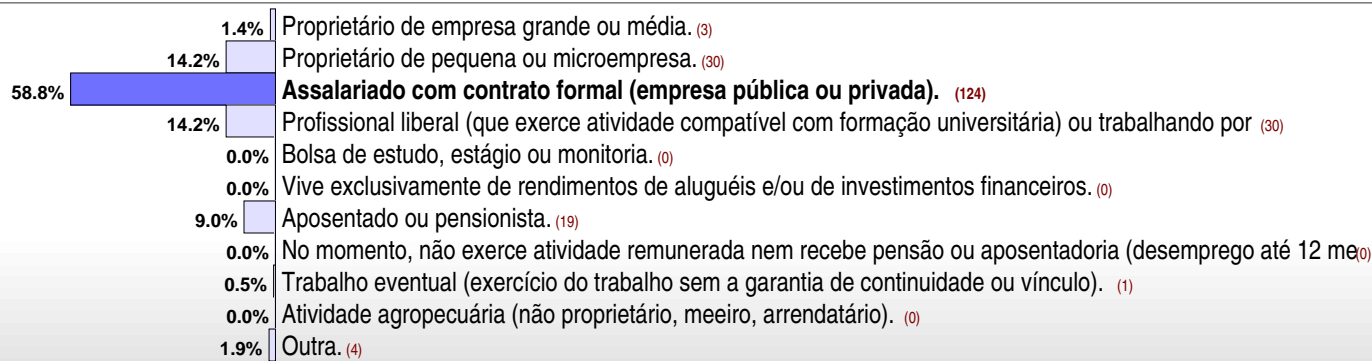 1.4% Proprietário de empresa grande ou média. (3)
14.2% Proprietário de pequena ou microempresa. (30)
58.8% Assalariado com contrato formal (empresa pública ou privada). (124)
14.2% Profissional liberal (que exerce atividade compatível com formação universitária) ou trabalhando por (30)
0.0% Bolsa de estudo, estágio ou monitoria. (0)
0.0% Vive exclusivamente de rendimentos de aluguéis e/ou de investimentos financeiros. (0)
9.0% Aposentado ou pensionista. (19)
0.0% No momento, não exerce atividade remunerada nem recebe pensão ou aposentadoria (desemprego até 12 me(0)
0.5% Trabalho eventual (exercício do trabalho sem a garantia de continuidade ou vínculo). (1)
0.0% Atividade agropecuária (não proprietário, meeiro, arrendatário). (0)
1.9% Outra. (4)